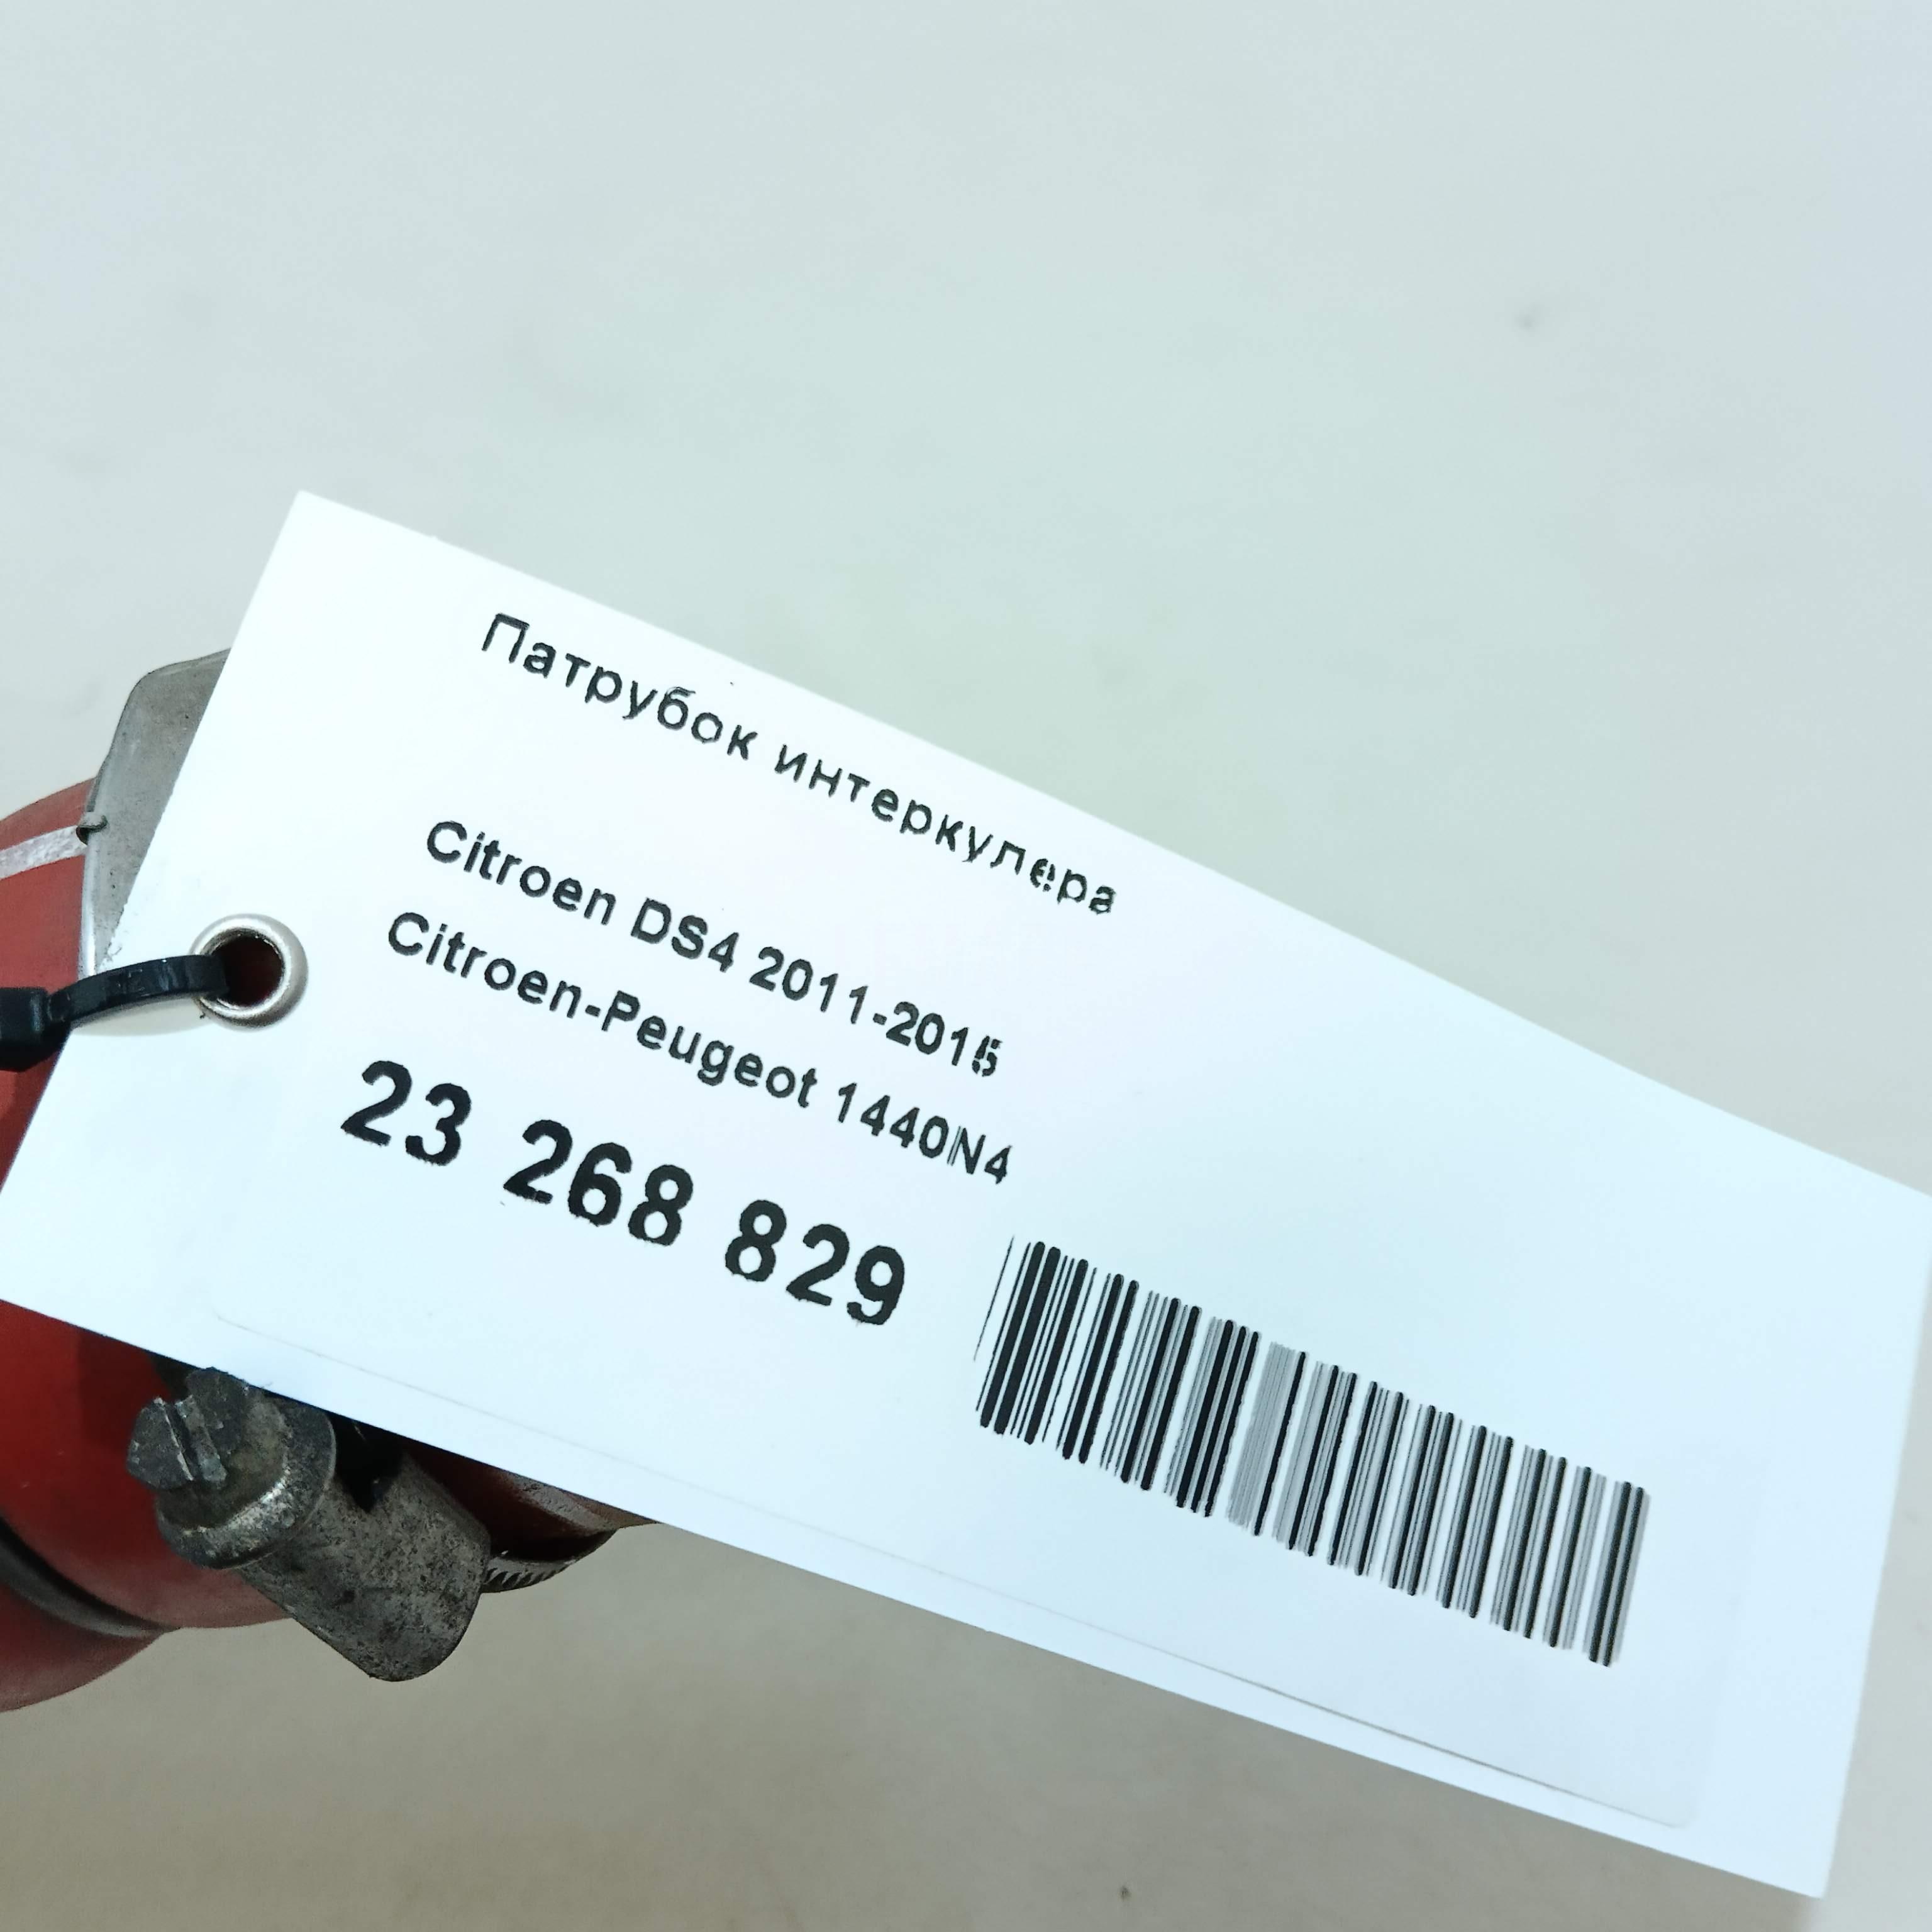 Патрубок интеркулера
Citroen DS4 2011-2015
Citroen-Peugeot 1440N4
23 268 829